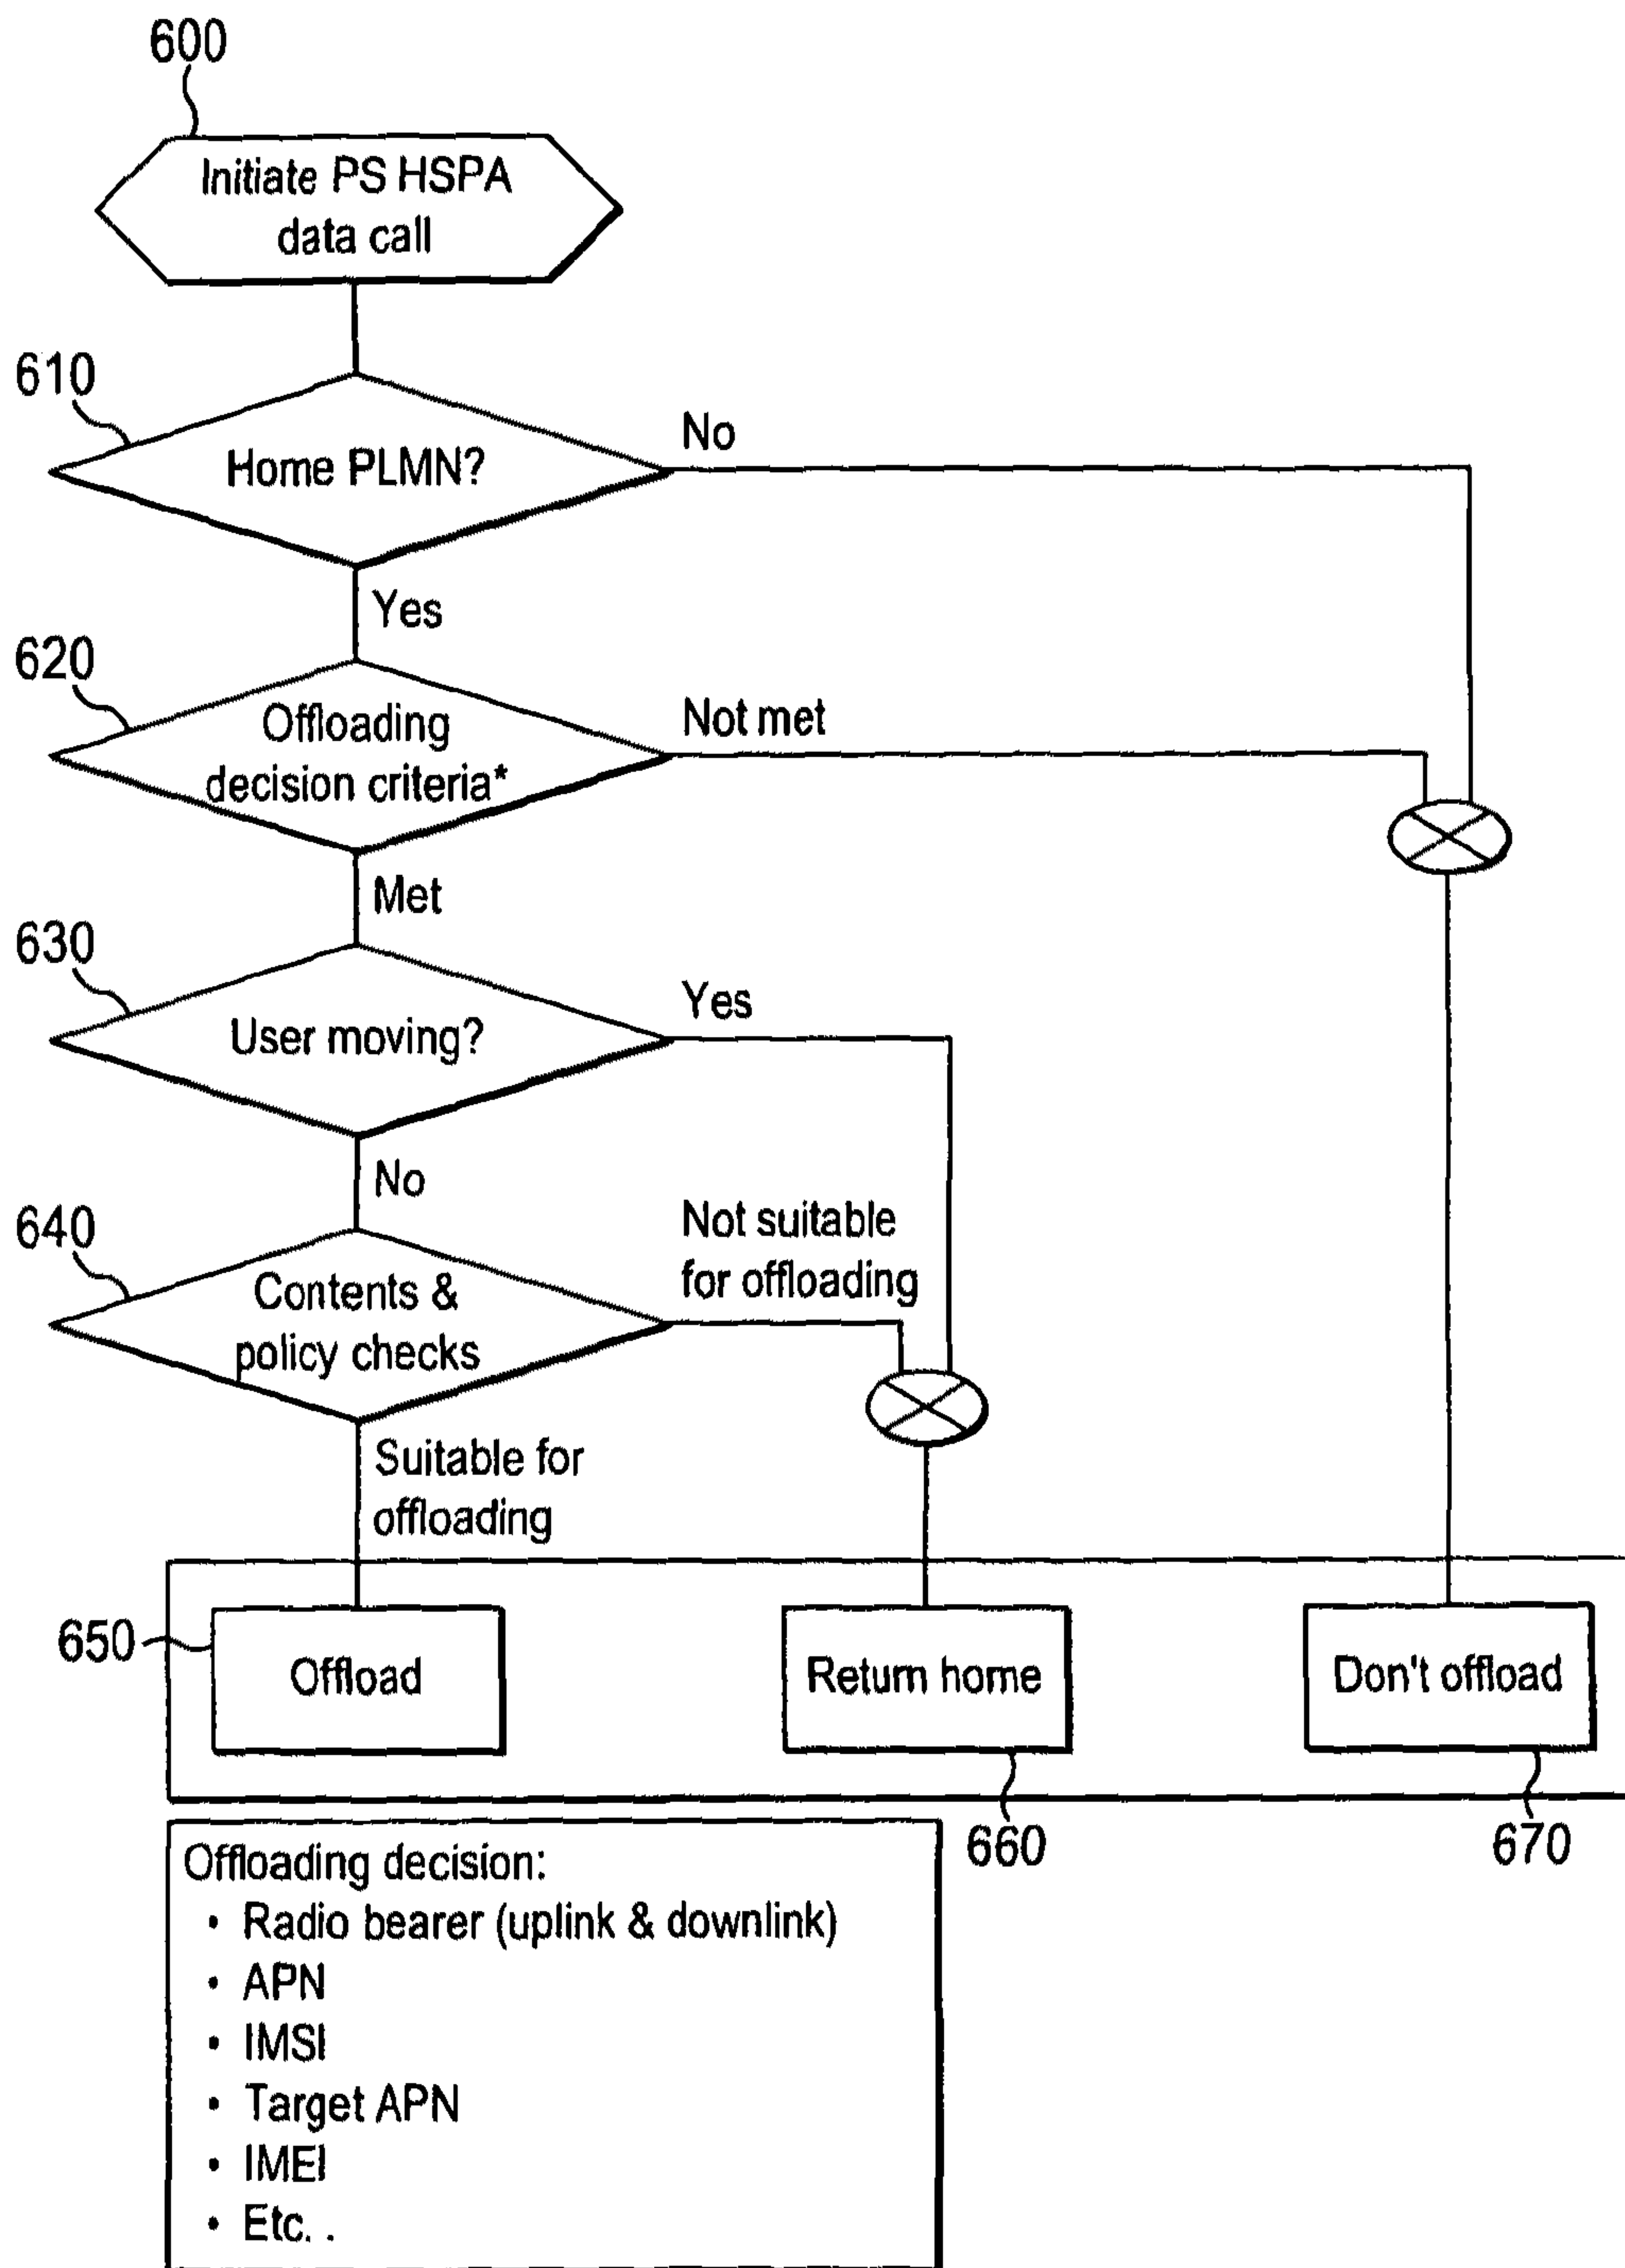 600
Initiate PS HSPA
data call
610
Home PLMN?
No
Yes
620
Offloading
decision criteria*
Not met
Met
630
User moving?
Yes
No
640
Contents &
policy checks
Not suitable
for offloading
Suitable for
offloading
650
Offload
Return home
Don't offload
660
670
Offloading decision:
• Radio bearer (uplink & downlink)
• APN
• IMSI
• Target APN
• IMEI
• Etc. .